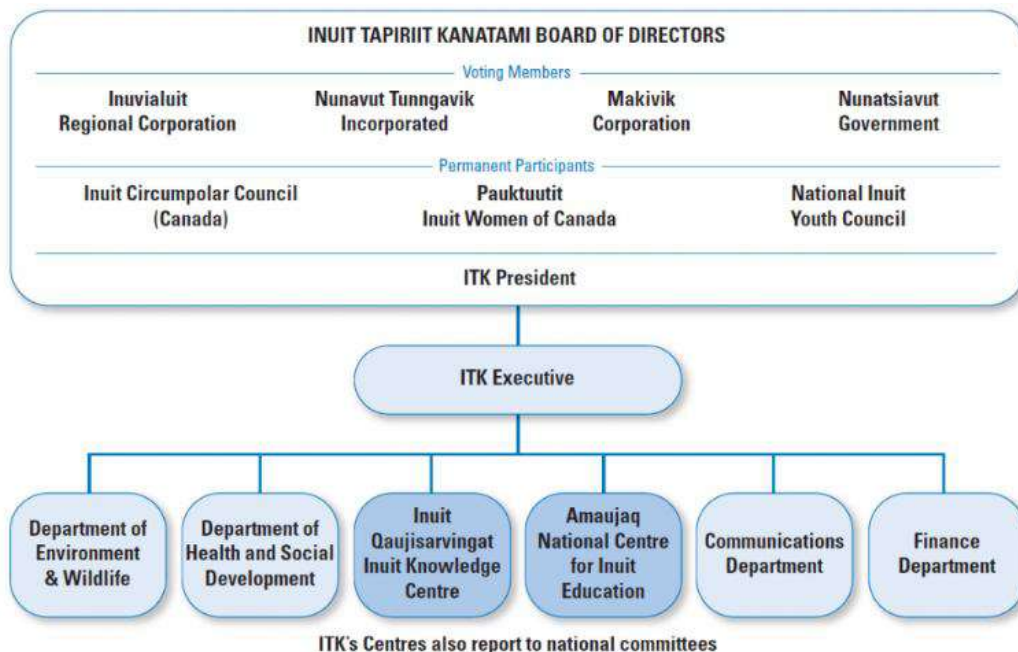 INUIT TAPIRIIT KANATAMI BOARD OF DIRECTORS
Voting Members
Inuvialuit
Regional Corporation
Nunavut Tunngavik
Incorporated
Makivik
Corporation
Nunatsiavut
Government
Permanent Participants
Inuit Circumpolar Council
(Canada)
Pauktuutit
Inuit Women of Canada
National Inuit
Youth Council
ITK President
ITK Executive
Department of
Environment
& Wildlife
Department of
Health and Social
Development
Inuit
Qaujisarvingat
Inuit Knowledge
Centre
Amaujaq
National Centre
for Inuit
Education
Communications
Department
Finance
Department
ITK's Centres also report to national committees